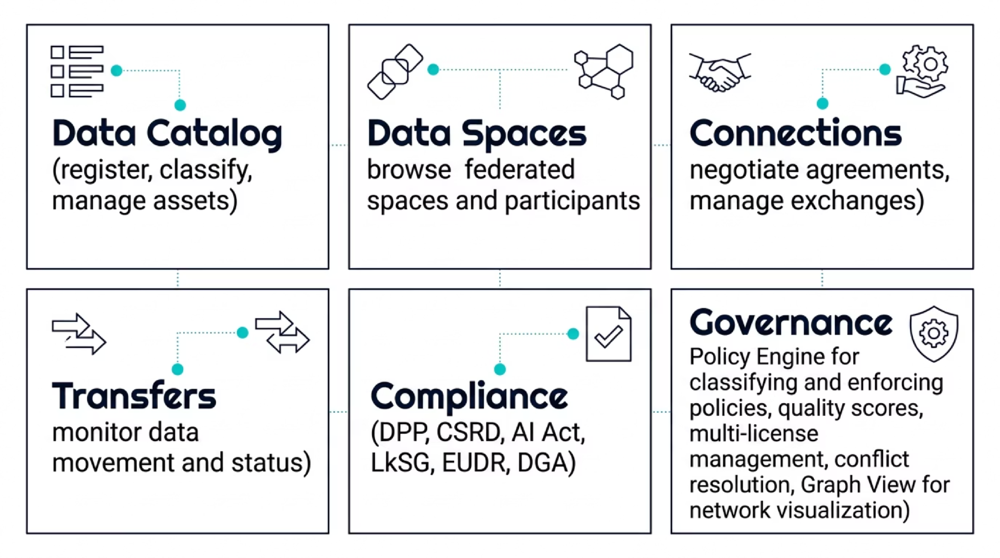 Data Catalog
(register, classify,
manage assets)
Data Spaces
browse  federated
spaces and participants
Connections
negotiate agreements,
manage exchanges)
Transfers
monitor data
movement and status)
Compliance
(DPP, CSRD, AI Act,
LkSG, EUDR, DGA)
Governance
Policy Engine for
classifying and enforcing
policies, quality scores,
multi-license
management, conflict
resolution, Graph View for
network visualization)